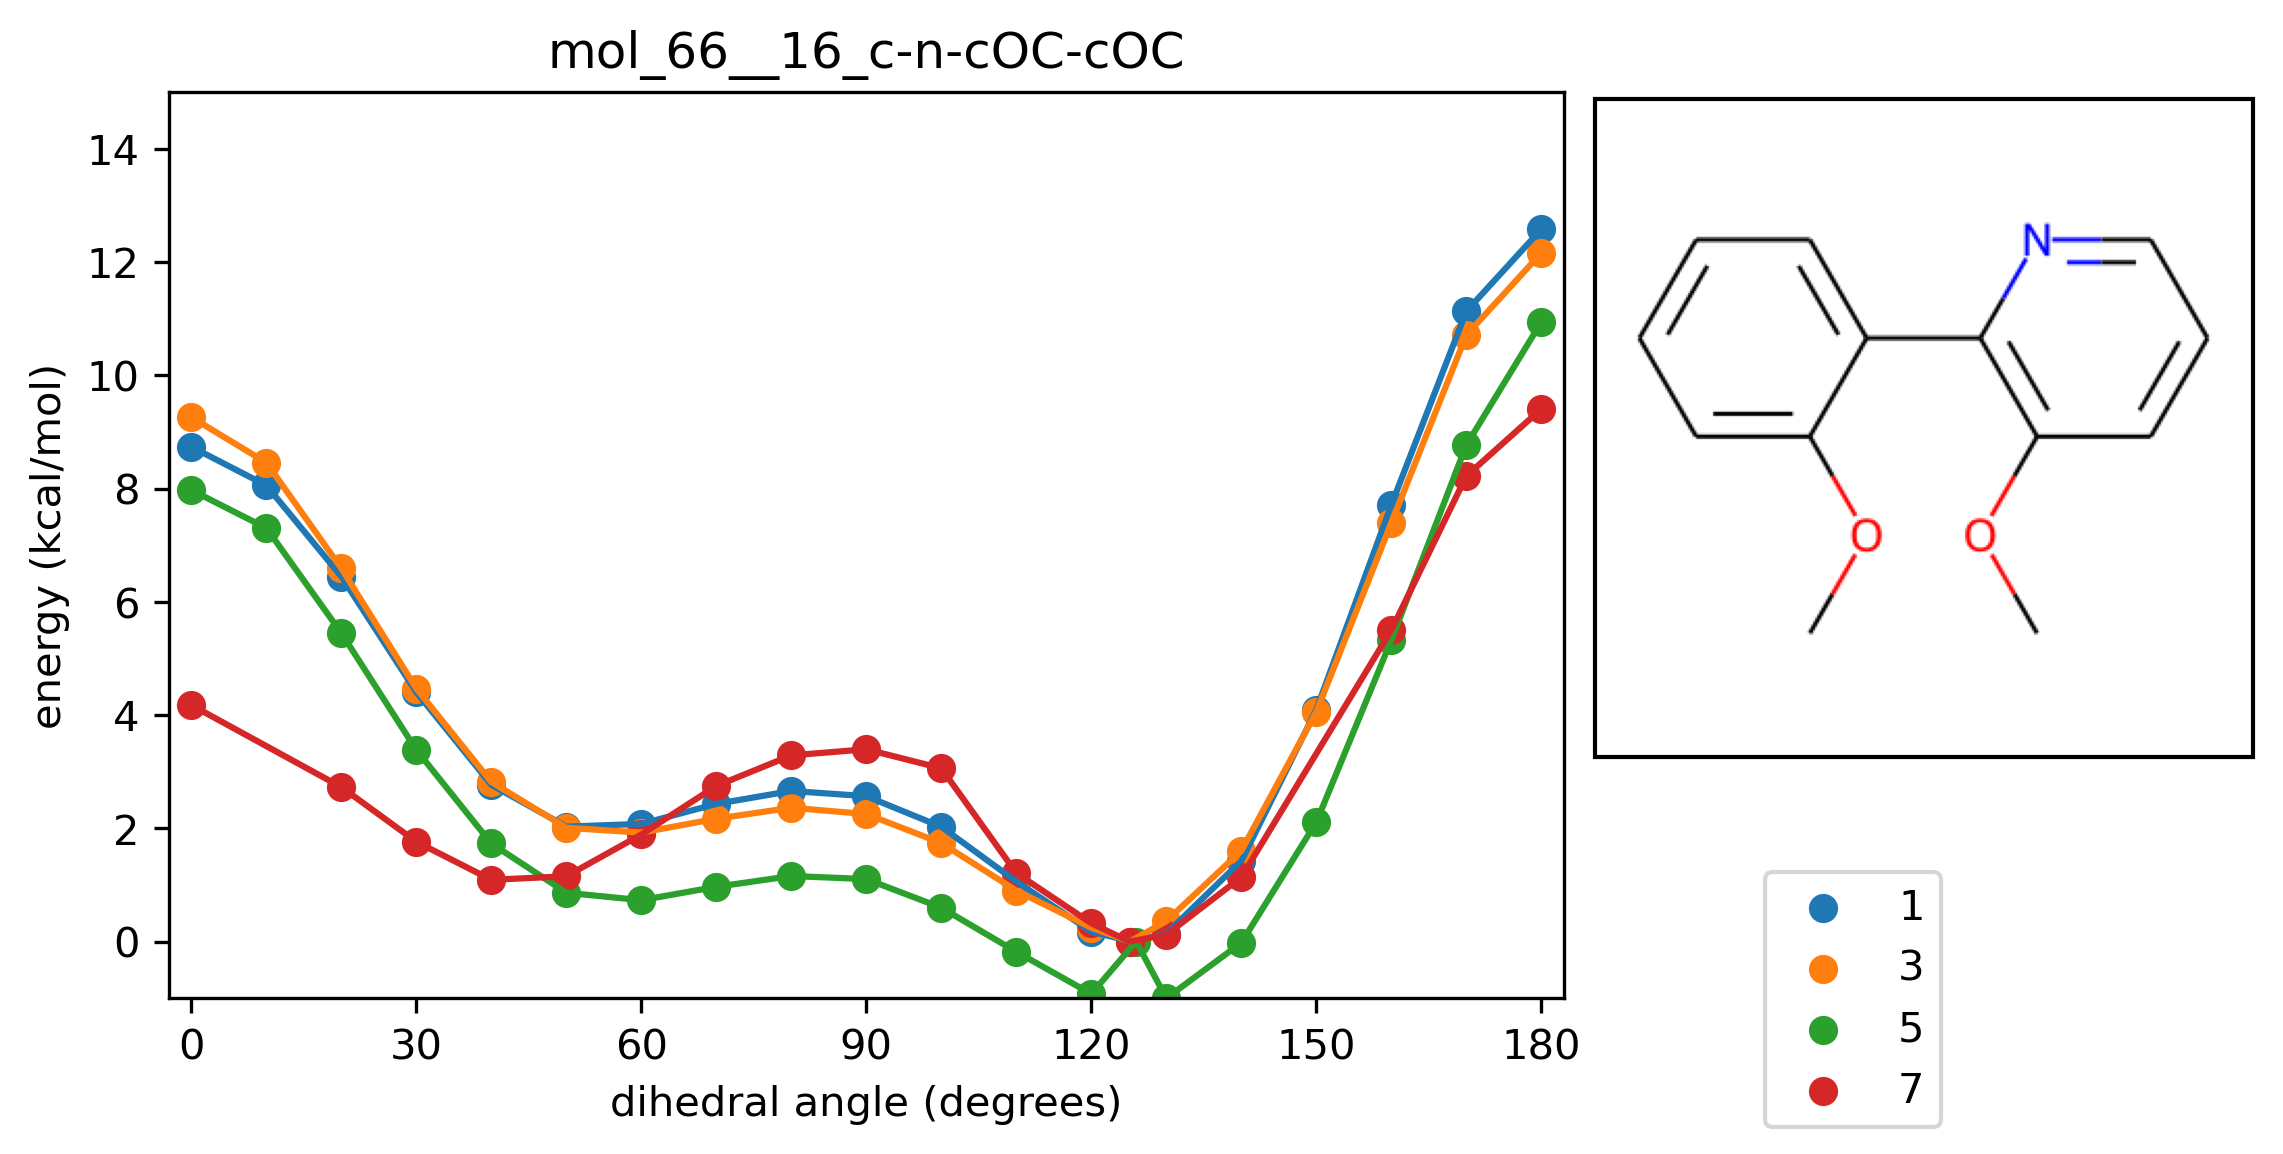 mol_66__16_c-n-cOC-cOC
energy (kcal/mol)
14
12
10
8
6
4
2
0
0 30 60 90 120 150 180
dihedral angle (degrees)
N
O O
1
3
5
7